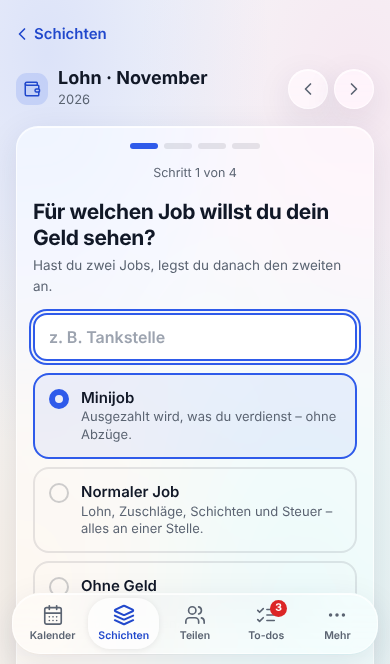 Schichten
Lohn · November
2026
Schritt 1 von 4
Für welchen Job willst du dein
Geld sehen?
Hast du zwei Jobs, legst du danach den zweiten
an.
z. B. Tankstelle
Minijob
Ausgezahlt wird, was du verdienst – ohne
Abzüge.
Normaler Job
Lohn, Zuschläge, Schichten und Steuer –
alles an einer Stelle.
Ohne Geld
3
Kalender Schichten Teilen To-dos Mehr